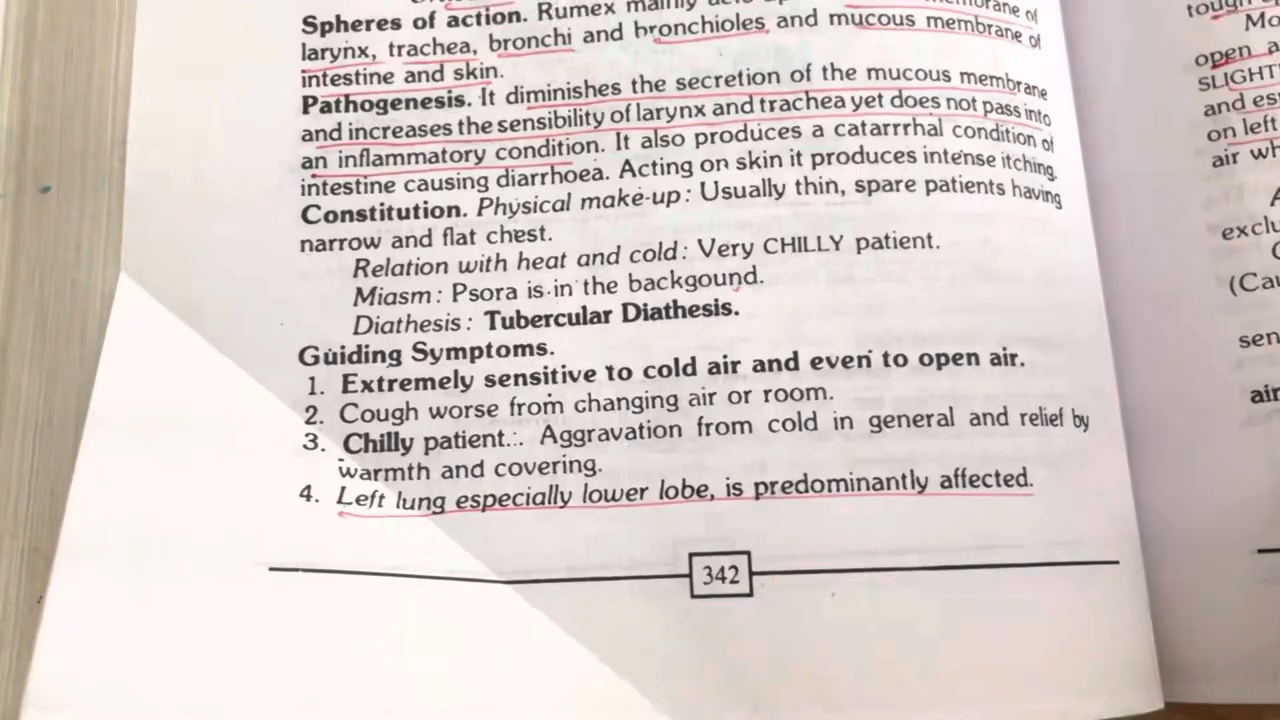 Spheres of action. Rumex mainly
larynx, trachea, bronchi and bronchioles, and mucous membrane of
intestine and skin.
Pathogenesis. It diminishes the secretion of the mucous membrane
and increases the sensibility of larynx and trachea yet does not pass into
an inflammatory condition. It also produces a catarrrhal condition of
intestine causing diarrhoea. Acting on skin it produces intense itching.
Constitution. Physical make-up : Usually thin, spare patients having
narrow and flat chest.
Relation with heat and cold : Very CHILLY patient.
Miasm : Psora is in the backgound.
Diathesis : Tubercular Diathesis.
Guiding Symptoms.
1. Extremely sensitive to cold air and even to open air.
2. Cough worse from changing air or room.
3. Chilly patient.∴ Aggravation from cold in general and relief by
warmth and covering.
4. Left lung especially lower lobe, is predominantly affected.
342
tough
Mo
open a
SLIGHT
and es
on left
air wh
exclu
(Cau
sen
air